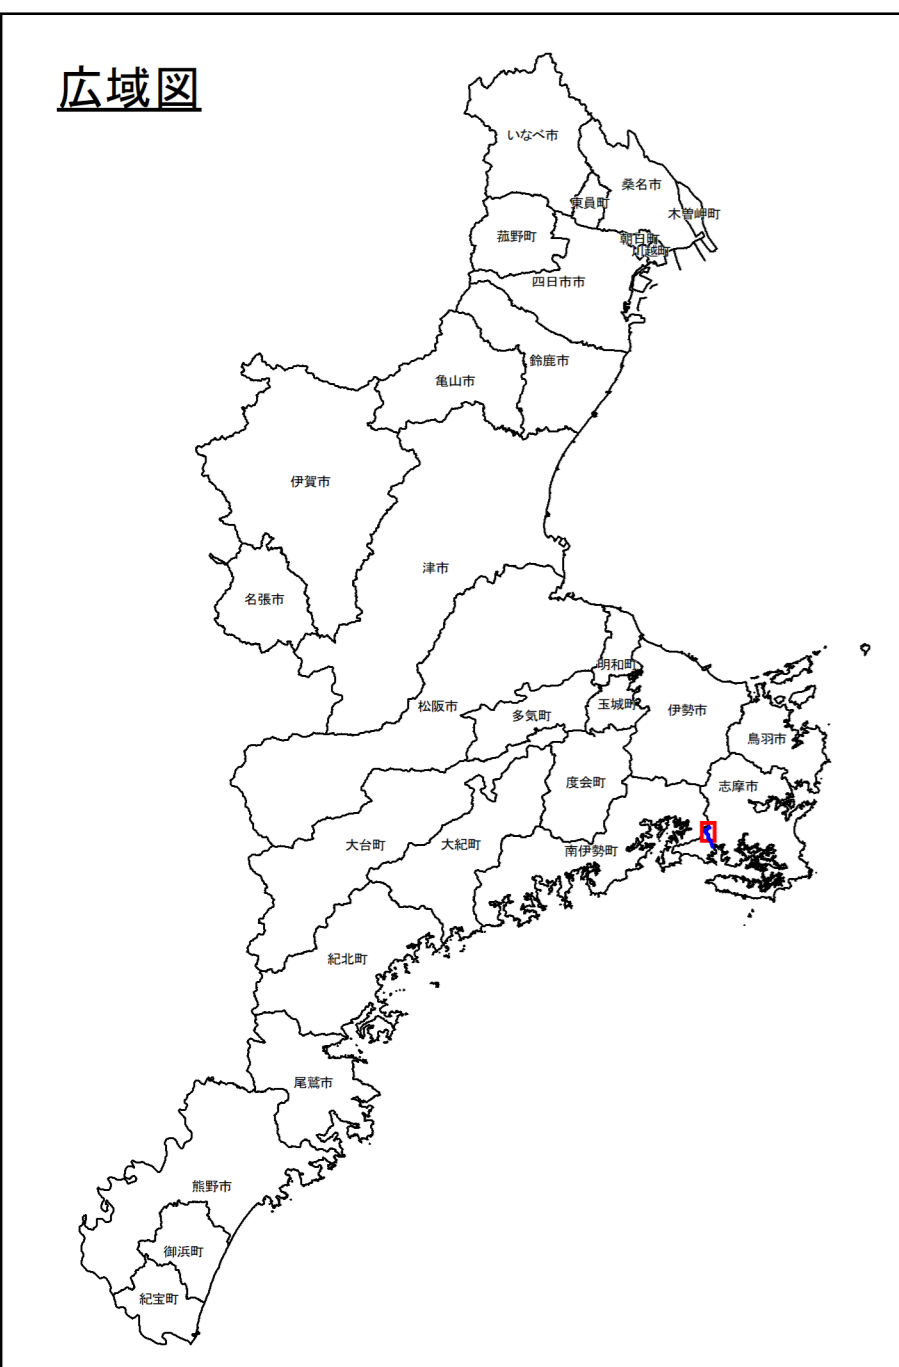 広域図
いなべ市
桑名市
東員町
木曽岬町
菰野町
朝日町
川越町
四日市市
鈴鹿市
亀山市
伊賀市
津市
名張市
明和町
松阪市
多気町
玉城町
伊勢市
鳥羽市
度会町
志摩市
大台町
大紀町
南伊勢町
紀北町
尾鷲市
熊野市
御浜町
紀宝町